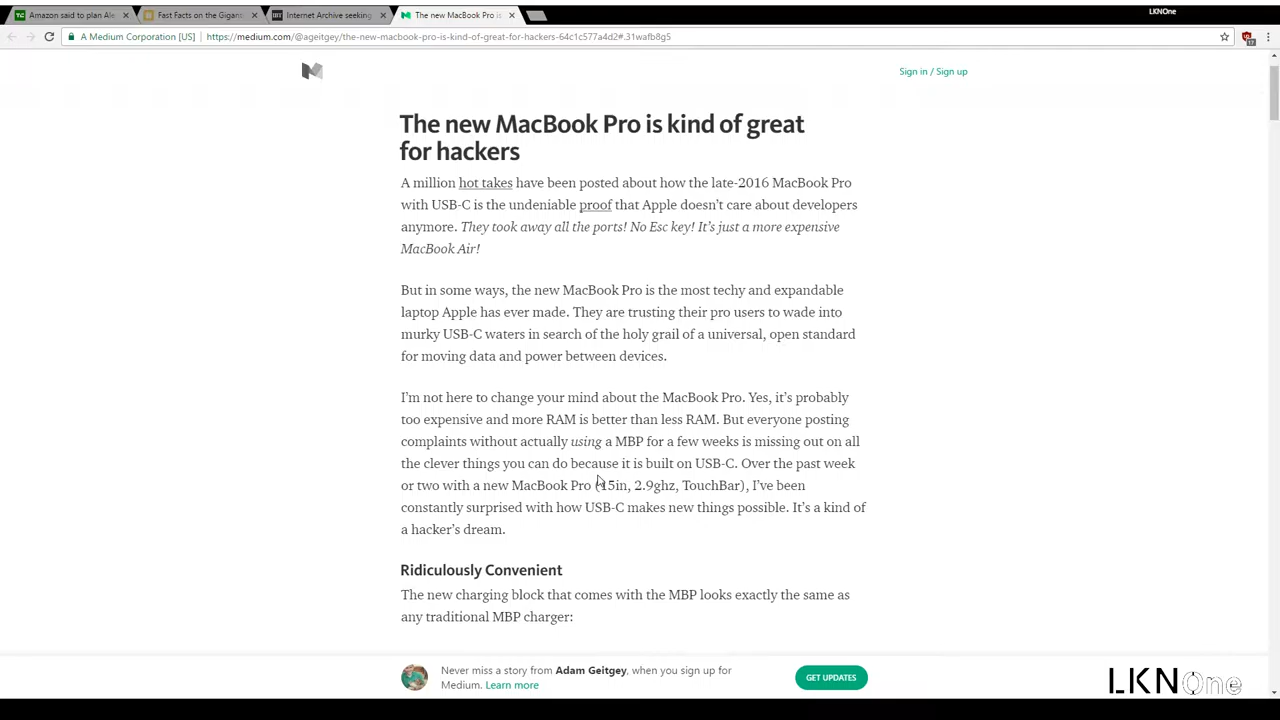 Amazon said to plan Ale
Fast Facts on the Gigan
Internet Archive seeking
The new MacBook Pro is
LKNOne
A Medium Corporation [US]
https://medium.com/@ageitgey/the-new-macbook-pro-is-kind-of-great-for-hackers-64c1c577a4d2#.31wafb8g5
17
Sign in / Sign up
The new MacBook Pro is kind of great
for hackers
A million hot takes have been posted about how the late-2016 MacBook Pro
with USB-C is the undeniable proof that Apple doesn’t care about developers
anymore. They took away all the ports! No Esc key! It’s just a more expensive
MacBook Air!
But in some ways, the new MacBook Pro is the most techy and expandable
laptop Apple has ever made. They are trusting their pro users to wade into
murky USB-C waters in search of the holy grail of a universal, open standard
for moving data and power between devices.
I’m not here to change your mind about the MacBook Pro. Yes, it’s probably
too expensive and more RAM is better than less RAM. But everyone posting
complaints without actually using a MBP for a few weeks is missing out on all
the clever things you can do because it is built on USB-C. Over the past week
or two with a new MacBook Pro (15in, 2.9ghz, TouchBar), I’ve been
constantly surprised with how USB-C makes new things possible. It’s a kind of
a hacker’s dream.
Ridiculously Convenient
The new charging block that comes with the MBP looks exactly the same as
any traditional MBP charger:
Never miss a story from Adam Geitgey, when you sign up for
Medium. Learn more
GET UPDATES
LKNOne